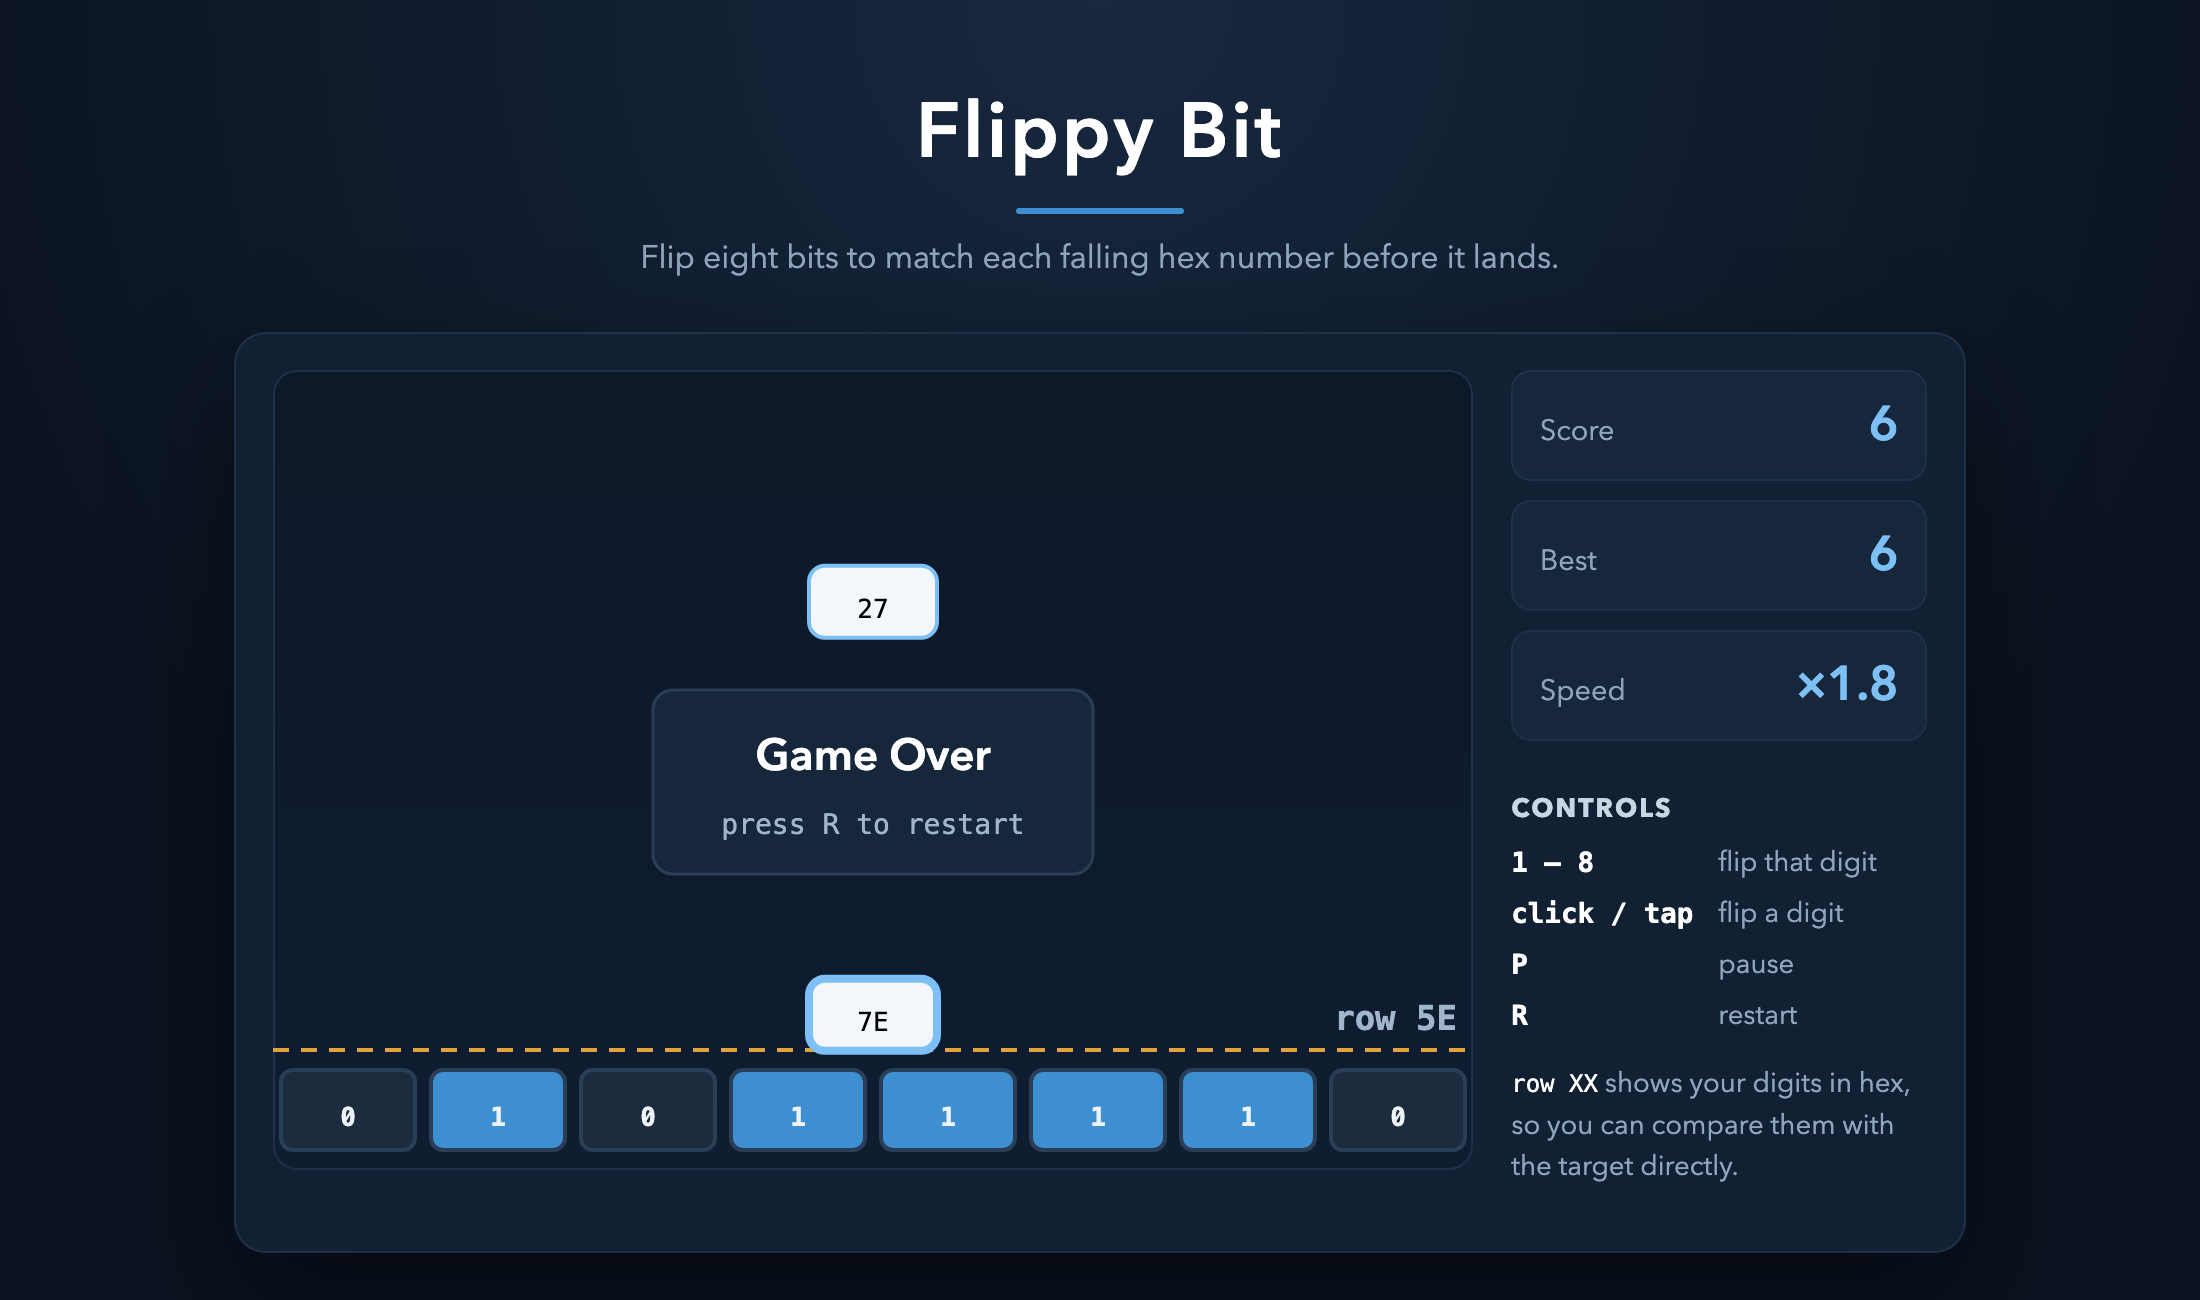 Flippy Bit
Flip eight bits to match each falling hex number before it lands.
27
Game Over
press R to restart
7E
row 5E
0 1 0 1 1 1 1 0
Score 6
Best 6
Speed ×1.8
CONTROLS
1 – 8 flip that digit
click / tap flip a digit
P pause
R restart
row XX shows your digits in hex,
so you can compare them with
the target directly.